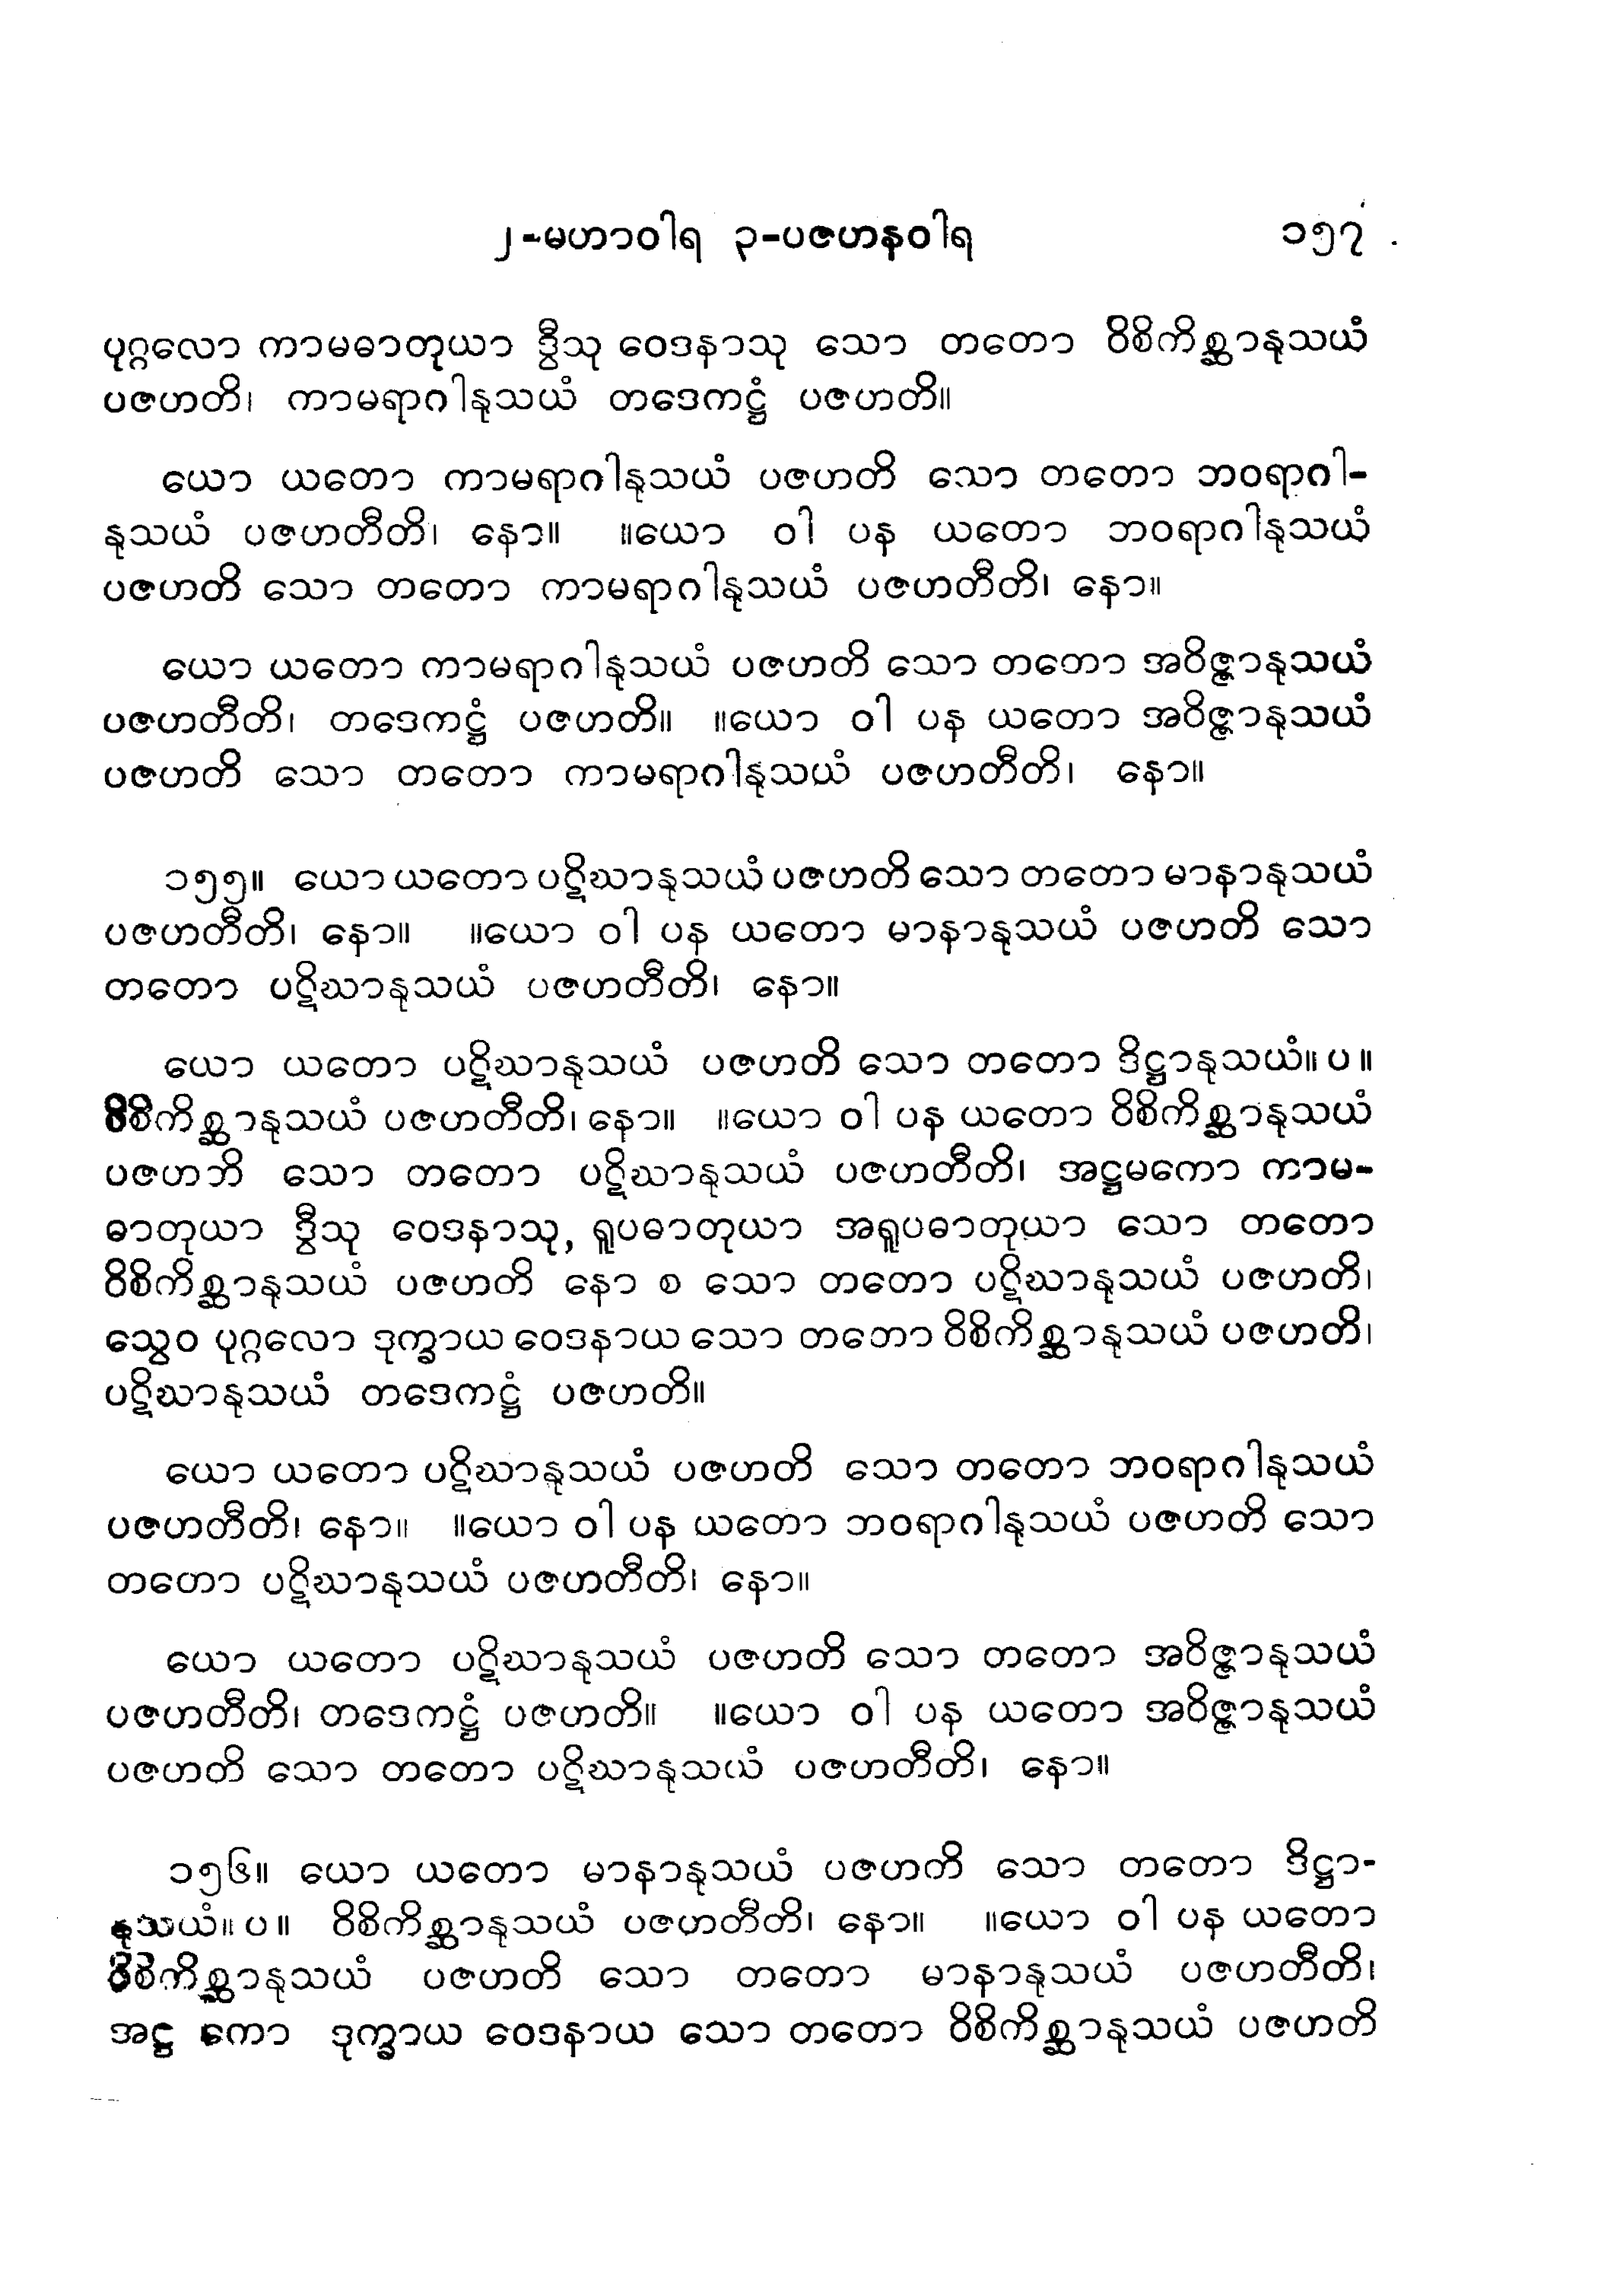 ၂-မဟာဝါရ ၃-ပဇဟနဝါရ ၁၅၇
ပုဂ္ဂလော ကာမဓာတုယာ ဒွီသု ဝေဒနာသု သော တတော ဝိစိကိစ္ဆာနုသယံ
ပဇဟတိ၊ ကာမရာဂါနုသယံ တဒေကဋ္ဌံ ပဇဟတိ။
ယော ယတော ကာမရာဂါနုသယံ ပဇဟတိ သော တတော ဘဝရာဂါ-
နုသယံ ပဇဟတီတိ၊ နော။ ။ယော ဝါ ပန ယတော ဘဝရာဂါနုသယံ
ပဇဟတိ သော တတော ကာမရာဂါနုသယံ ပဇဟတီတိ၊ နော။
ယော ယတော ကာမရာဂါနုသယံ ပဇဟတိ သော တတော အဝိဇ္ဇာနုသယံ
ပဇဟတီတိ၊ တဒေကဋ္ဌံ ပဇဟတိ။ ။ယော ဝါ ပန ယတော အဝိဇ္ဇာနုသယံ
ပဇဟတိ သော တတော ကာမရာဂါနုသယံ ပဇဟတီတိ၊ နော။
၁၅၅။ ယော ယတော ပဋိဃာနုသယံ ပဇဟတိ သော တတော မာနာနုသယံ
ပဇဟတီတိ၊ နော။ ။ယော ဝါ ပန ယတော မာနာနုသယံ ပဇဟတိ သော
တတော ပဋိဃာနုသယံ ပဇဟတီတိ၊ နော။
ယော ယတော ပဋိဃာနုသယံ ပဇဟတိ သော တတော ဒိဋ္ဌာနုသယံ။ ပ ။
ဝိစိကိစ္ဆာနုသယံ ပဇဟတီတိ၊ နော။ ။ယော ဝါ ပန ယတော ဝိစိကိစ္ဆာနုသယံ
ပဇဟတိ သော တတော ပဋိဃာနုသယံ ပဇဟတီတိ၊ အဋ္ဌမကော ကာမ-
ဓာတုယာ ဒွီသု ဝေဒနာသု, ရူပဓာတုယာ အရူပဓာတုယာ သော တတော
ဝိစိကိစ္ဆာနုသယံ ပဇဟတိ နော စ သော တတော ပဋိဃာနုသယံ ပဇဟတိ၊
သွေဝ ပုဂ္ဂလော ဒုက္ခာယ ဝေဒနာယ သော တတော ဝိစိကိစ္ဆာနုသယံ ပဇဟတိ၊
ပဋိဃာနုသယံ တဒေကဋ္ဌံ ပဇဟတိ။
ယော ယတော ပဋိဃာနုသယံ ပဇဟတိ သော တတော ဘဝရာဂါနုသယံ
ပဇဟတီတိ၊ နော။ ။ယော ဝါ ပန ယတော ဘဝရာဂါနုသယံ ပဇဟတိ သော
တတော ပဋိဃာနုသယံ ပဇဟတီတိ၊ နော။
ယော ယတော ပဋိဃာနုသယံ ပဇဟတိ သော တတော အဝိဇ္ဇာနုသယံ
ပဇဟတီတိ၊ တဒေကဋ္ဌံ ပဇဟတိ။ ။ယော ဝါ ပန ယတော အဝိဇ္ဇာနုသယံ
ပဇဟတိ သော တတော ပဋိဃာနုသယံ ပဇဟတီတိ၊ နော။
၁၅၆။ ယော ယတော မာနာနုသယံ ပဇဟတိ သော တတော ဒိဋ္ဌာ-
နုသယံ။ ပ ။ ဝိစိကိစ္ဆာနုသယံ ပဇဟတီတိ၊ နော။ ။ယော ဝါ ပန ယတော
ဝိစိကိစ္ဆာနုသယံ ပဇဟတိ သော တတော မာနာနုသယံ ပဇဟတီတိ၊
ဒုက္ခာယ ဝေဒနာယ သော တတော ဝိစိကိစ္ဆာနုသယံ ပဇဟတိ